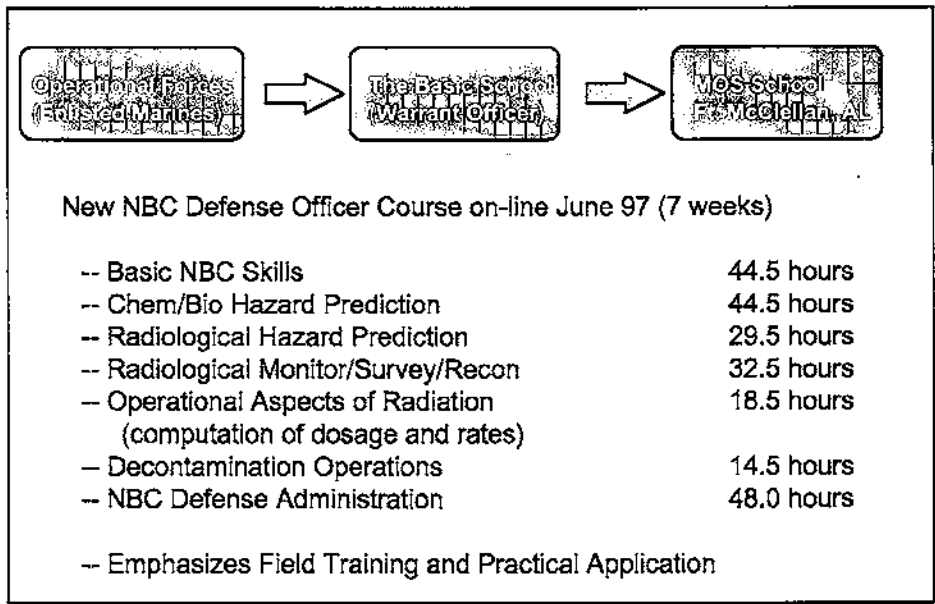 Operational Forces
(Enlisted Marines)
The Basic School
(Warrant Officer)
MOS School
Ft. McClellan, AL
New NBC Defense Officer Course on-line June 97 (7 weeks)
-- Basic NBC Skills 44.5 hours
-- Chem/Bio Hazard Prediction 44.5 hours
-- Radiological Hazard Prediction 29.5 hours
-- Radiological Monitor/Survey/Recon 32.5 hours
-- Operational Aspects of Radiation 18.5 hours
(computation of dosage and rates)
-- Decontamination Operations 14.5 hours
-- NBC Defense Administration 48.0 hours
-- Emphasizes Field Training and Practical Application